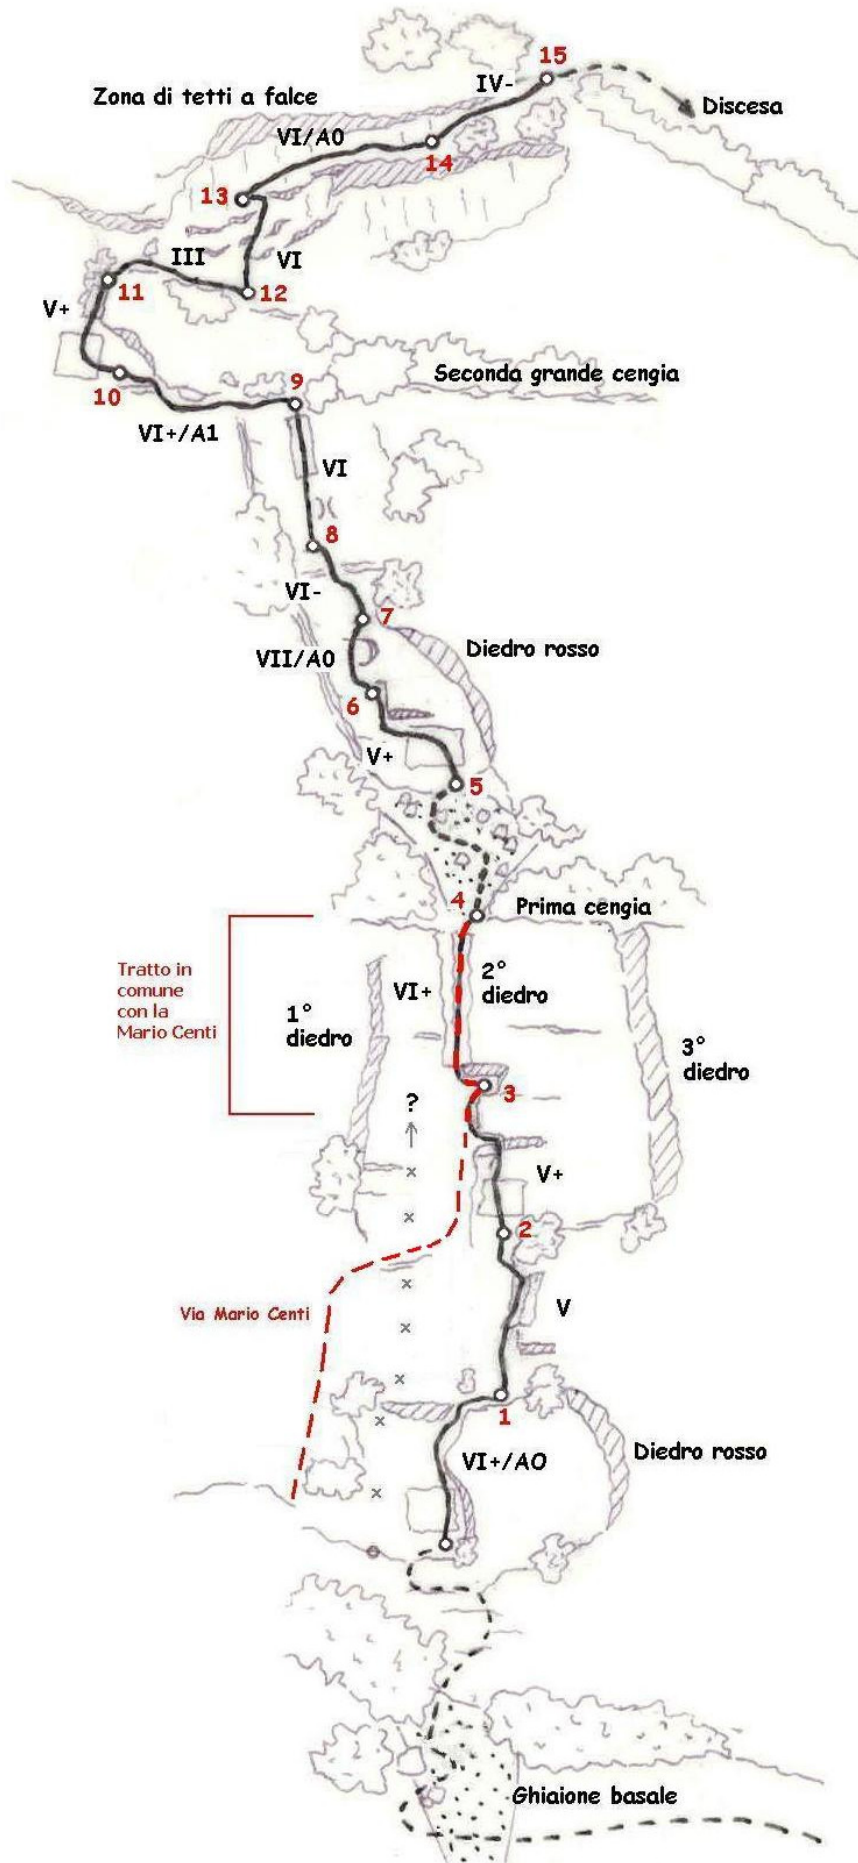 15
IV-
Zona di tetti a falce
Discesa
VI/A0
14
13
III
VI
11
12
V+
Seconda grande cengia
10
9
VI+/A1
VI
8
VI-
7
Diedro rosso
VII/A0
6
V+
5
4
Prima cengia
Tratto in
comune
con la
Mario Centi
VI+
2°
diedro
1°
diedro
3°
diedro
3
?
V+
2
Via Mario Centi
V
1
VI+/AO
Diedro rosso
Ghiaione basale